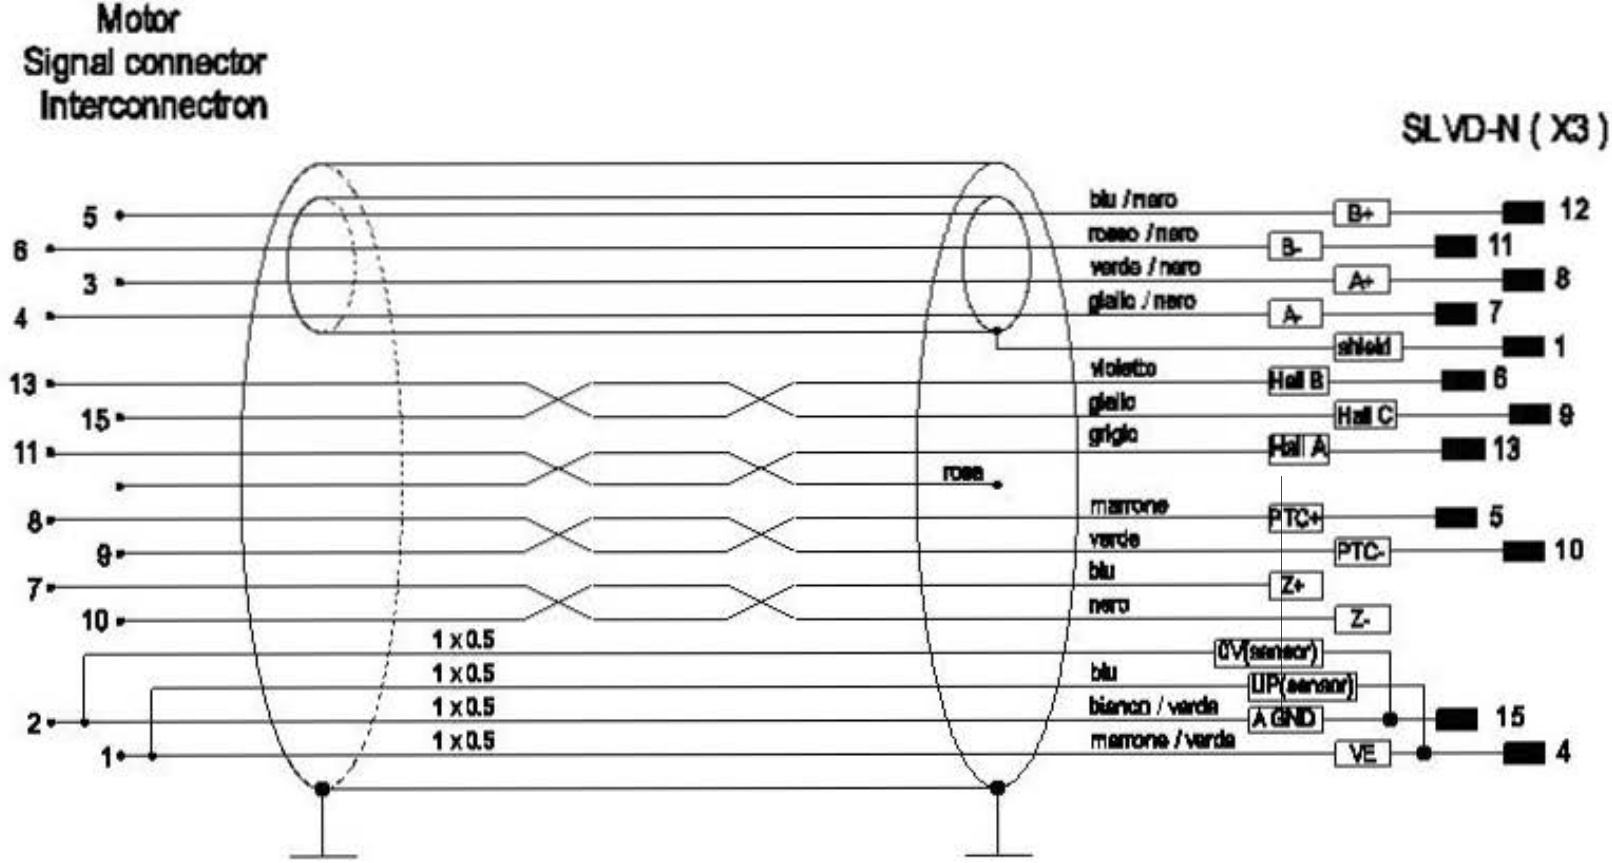 Motor
Signal connector
Interconnectron
SLVD-N ( X3 )
5 blu / nero B+ 12
6 rosso / nero B- 11
3 verde / nero A+ 8
4 giallo / nero A- 7
shield 1
13 violetto Hall B 6
15 giallo Hall C 9
11 grigio Hall A 13
rosa
8 marrone PTC+ 5
9 verde PTC- 10
7 blu Z+
10 nero Z-
1 x 0.5 0V(sensor)
1 x 0.5 blu UP(sensor)
2 1 x 0.5 bianco / verde A GND 15
1 1 x 0.5 marrone / verde VE 4